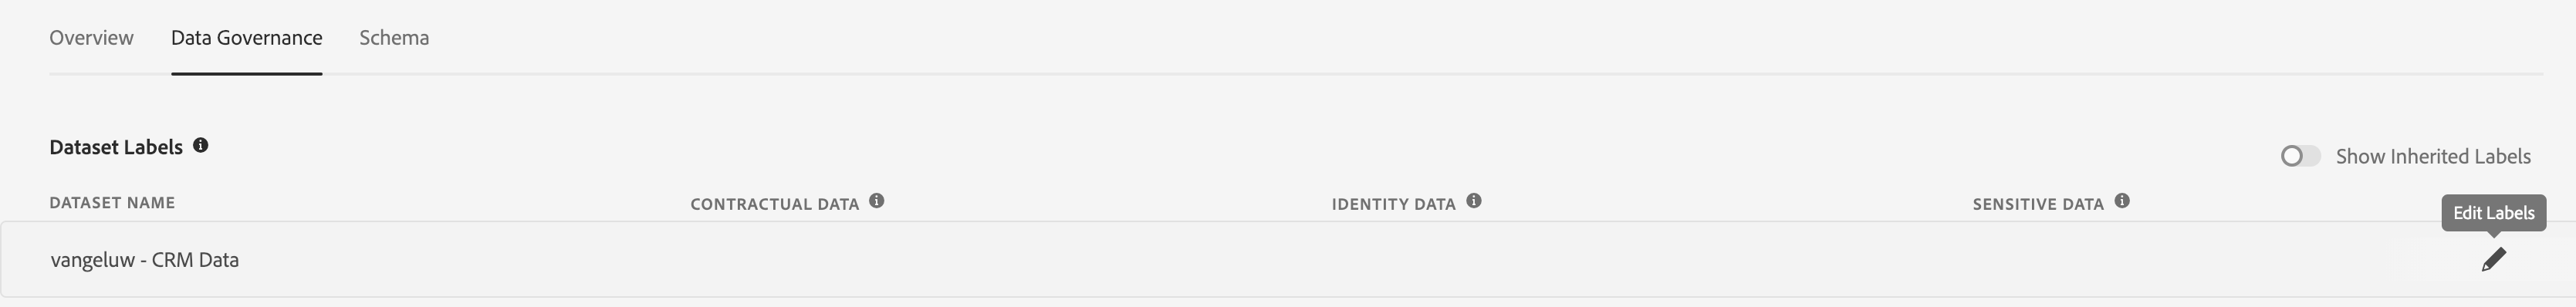 Overview Data Governance Schema
Dataset Labels
Show Inherited Labels
DATASET NAME CONTRACTUAL DATA IDENTITY DATA SENSITIVE DATA
Edit Labels
vangeluw - CRM Data